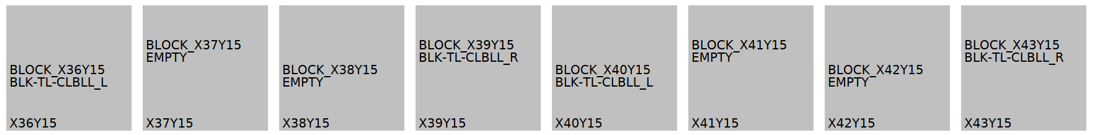 BLOCK_X36Y15
BLK-TL-CLBLL_L
X36Y15
BLOCK_X37Y15
EMPTY
X37Y15
BLOCK_X38Y15
EMPTY
X38Y15
BLOCK_X39Y15
BLK-TL-CLBLL_R
X39Y15
BLOCK_X40Y15
BLK-TL-CLBLL_L
X40Y15
BLOCK_X41Y15
EMPTY
X41Y15
BLOCK_X42Y15
EMPTY
X42Y15
BLOCK_X43Y15
BLK-TL-CLBLL_R
X43Y15